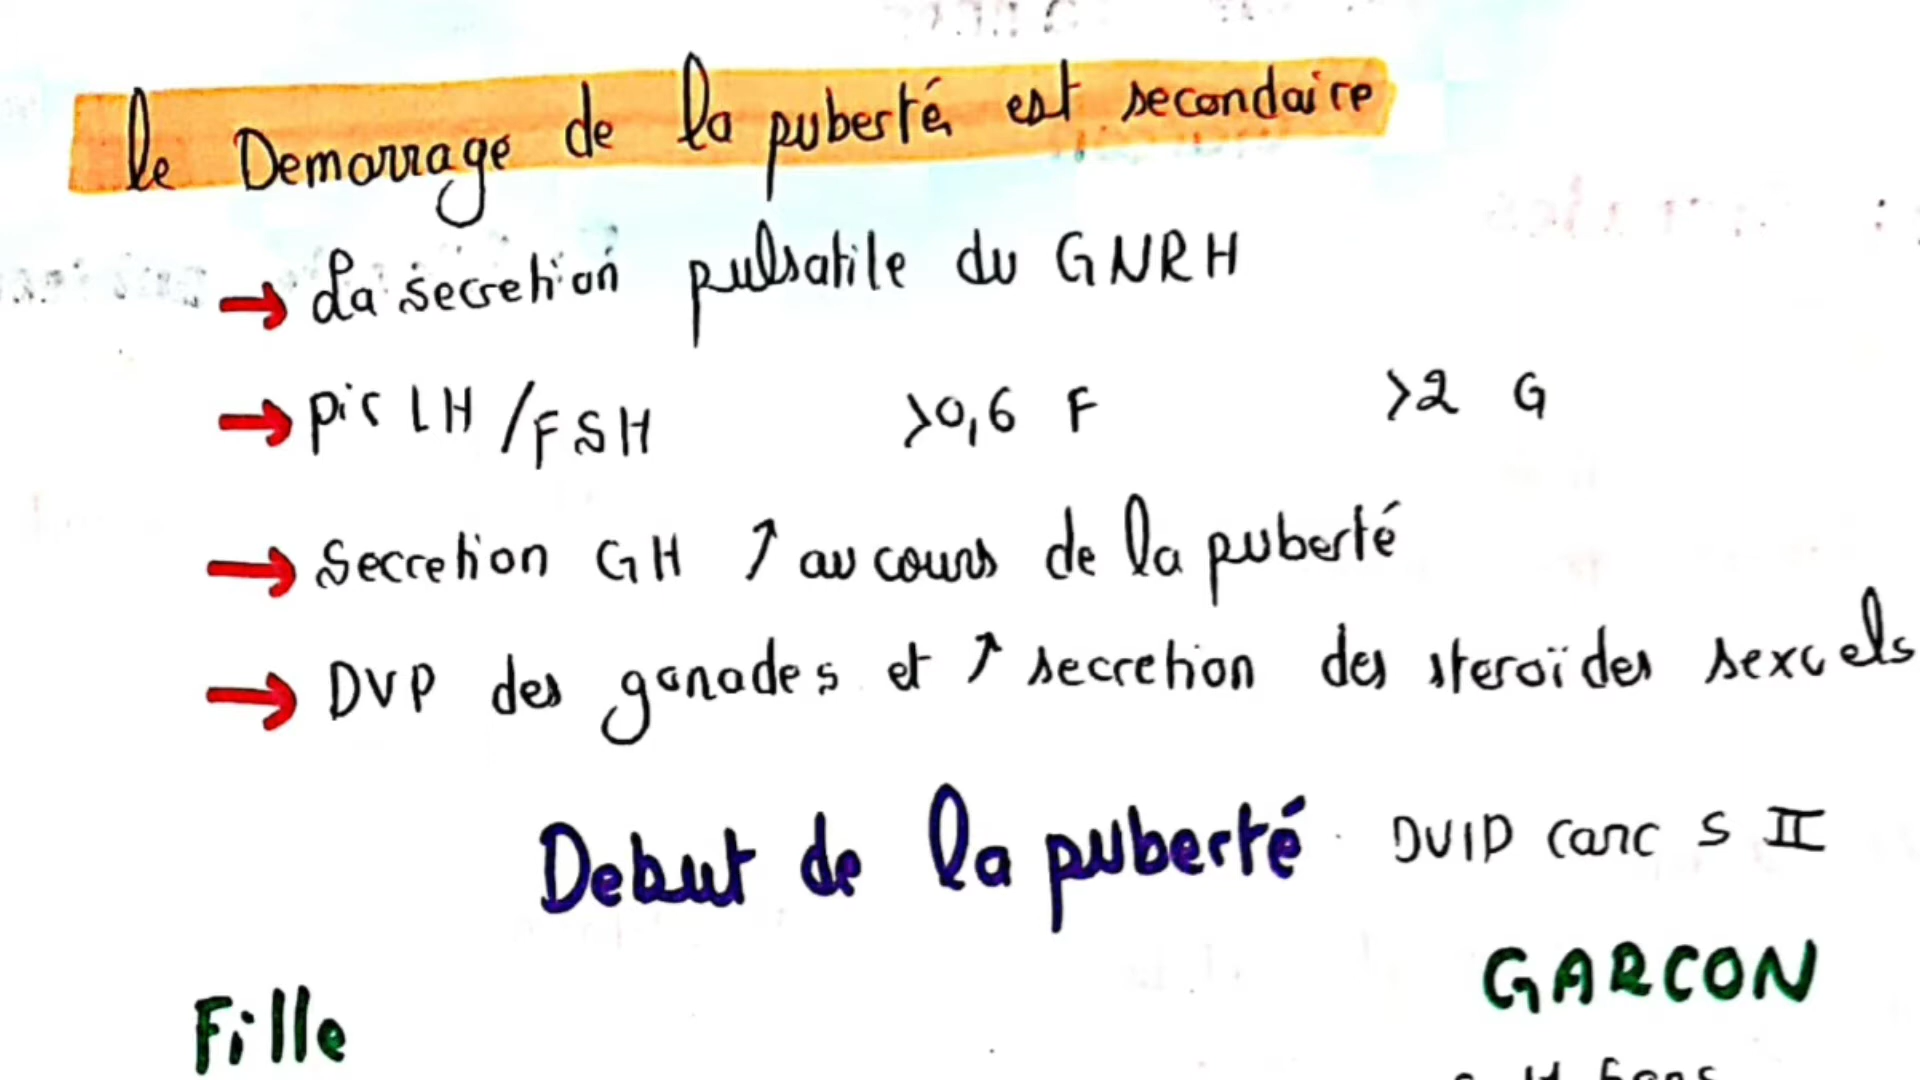 le Demarrage de la puberté est secondaire
→ La secretion pulsatile du GNRH
→ pic LH/FSH >0,6 F >2 G
→ Secretion GH ↗ au cours de la puberté
→ DVP des gonades et ↗ secretion des steroïdes sexuels
Debut de la puberté DVIP carc S II
GARCON
Fille